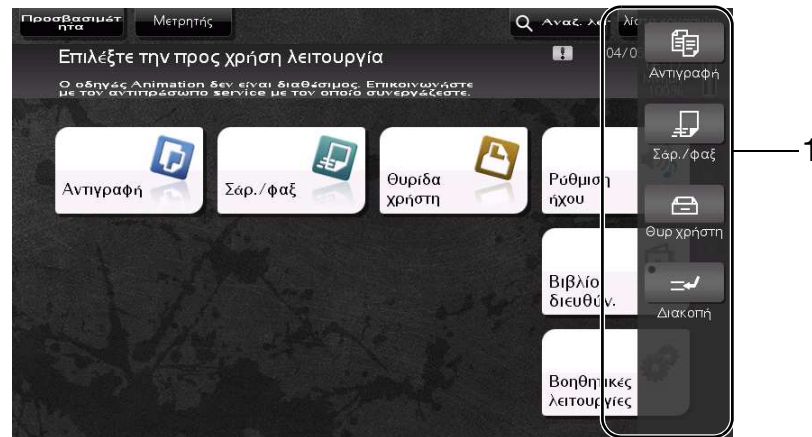 Προσβασιμότ
ητα
Μετρητής
Αναζ. λει
λίσ
Επιλέξτε την προς χρήση λειτουργία
04/0
Ο οδηγός Animation δεν είναι διαθέσιμος. Επικοινωνήστε
με τον αντιπρόσωπο service με τον οποίο συνεργάζεστε.
Αντιγραφή
Σάρ./φαξ
Θυρίδα
χρήστη
Ρύθμιση
ήχου
Βιβλίο
διευθύν.
Βοηθητικές
λειτουργίες
Αντιγραφή
Σάρ./φαξ
Θυρ χρήστη
Διακοπή
1